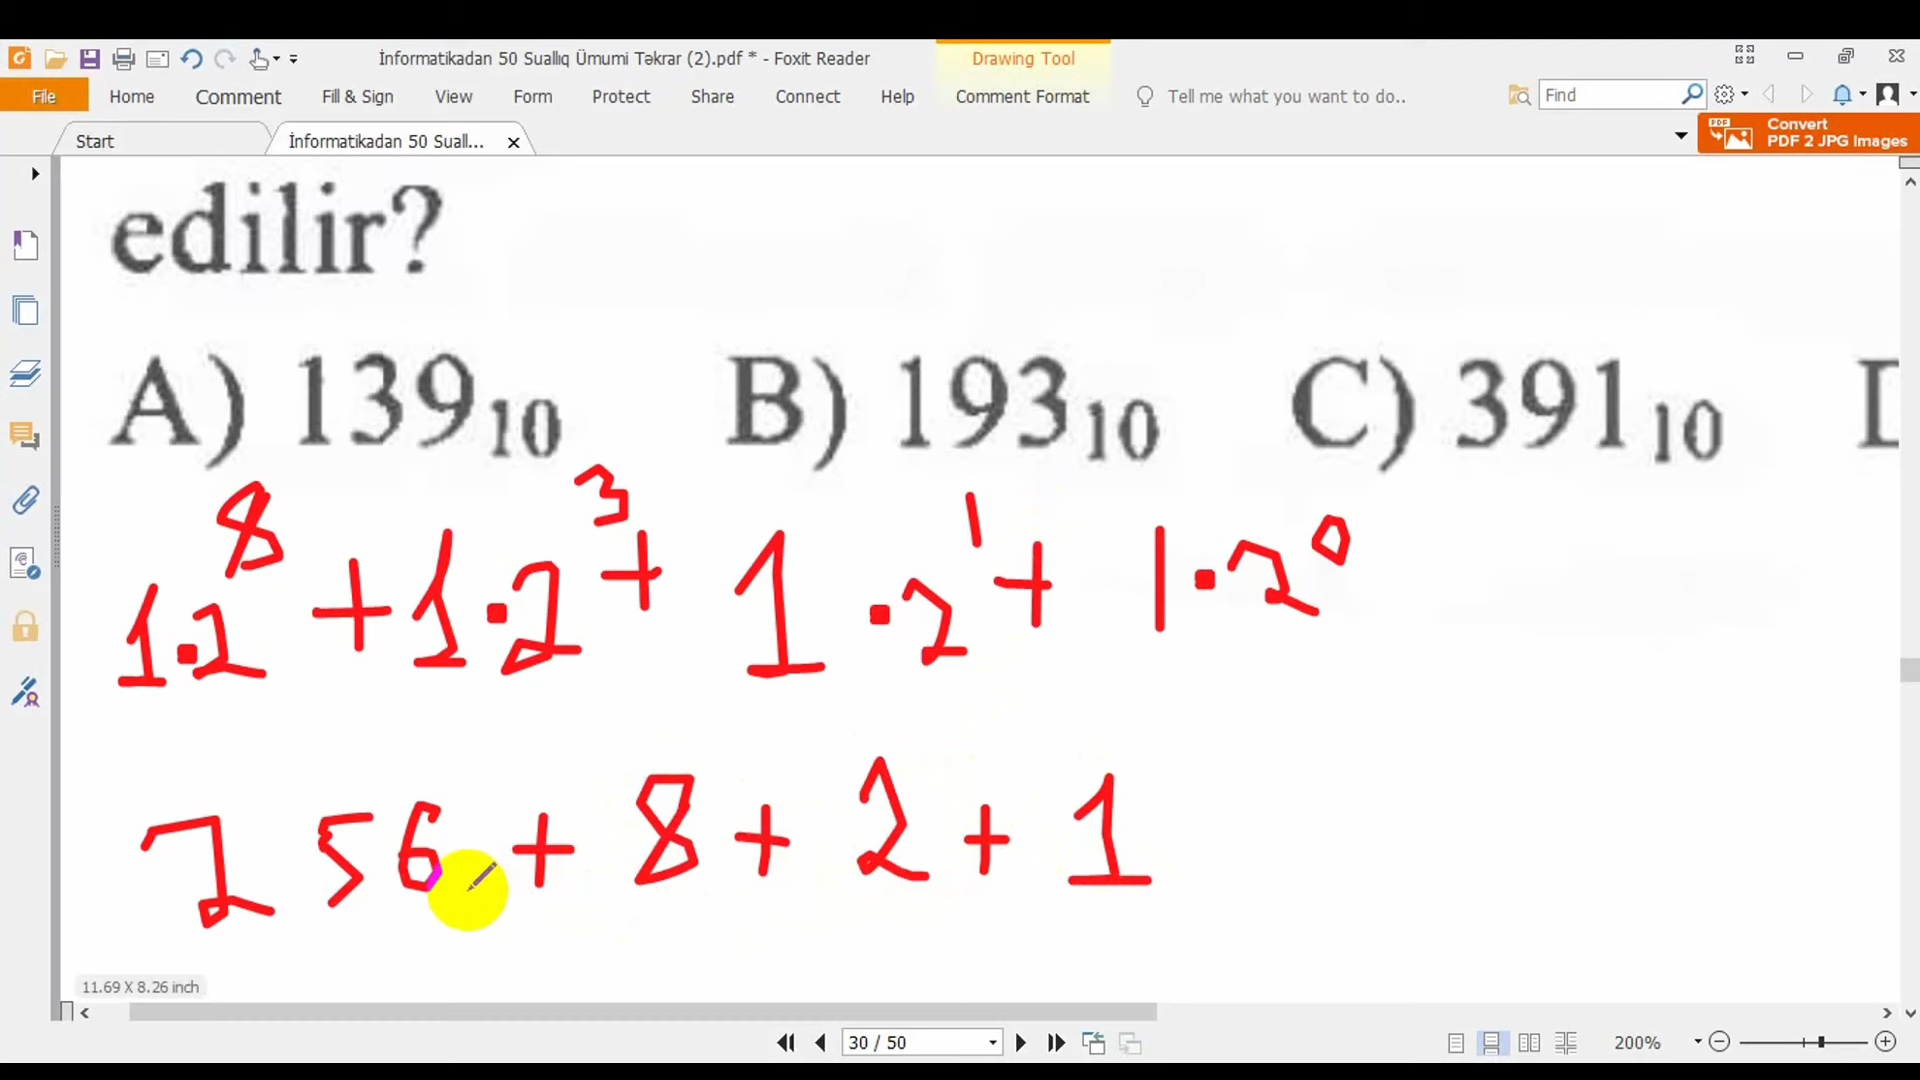 İnformatikadan 50 Suallıq Ümumi Təkrar (2).pdf * - Foxit Reader
Drawing Tool
File Home Comment Fill & Sign View Form Protect Share Connect Help Comment Format Tell me what you want to do.. Find
Start İnformatikadan 50 Suall...
Convert
PDF 2 JPG Images
edilir?
A) 139₁₀ B) 193₁₀ C) 391₁₀
1·2⁸ + 1·2³ + 1·2¹ + 1·2⁰
256 + 8 + 2 + 1
11.69 X 8.26 inch
30 / 50
200%